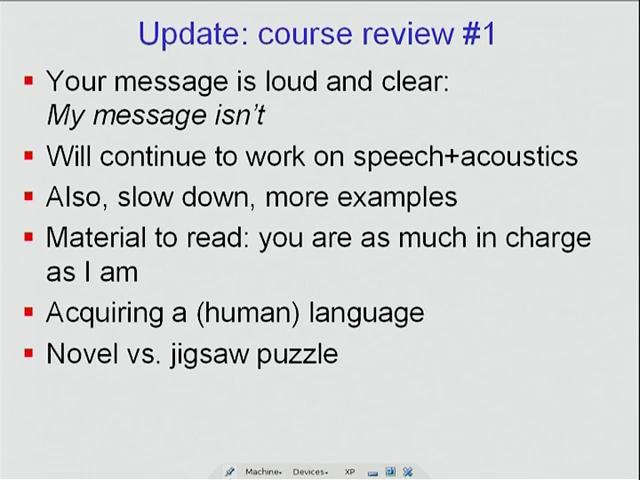 Update: course review #1
Your message is loud and clear:
My message isn't
Will continue to work on speech+acoustics
Also, slow down, more examples
Material to read: you are as much in charge
as I am
Acquiring a (human) language
Novel vs. jigsaw puzzle
Machine Devices XP